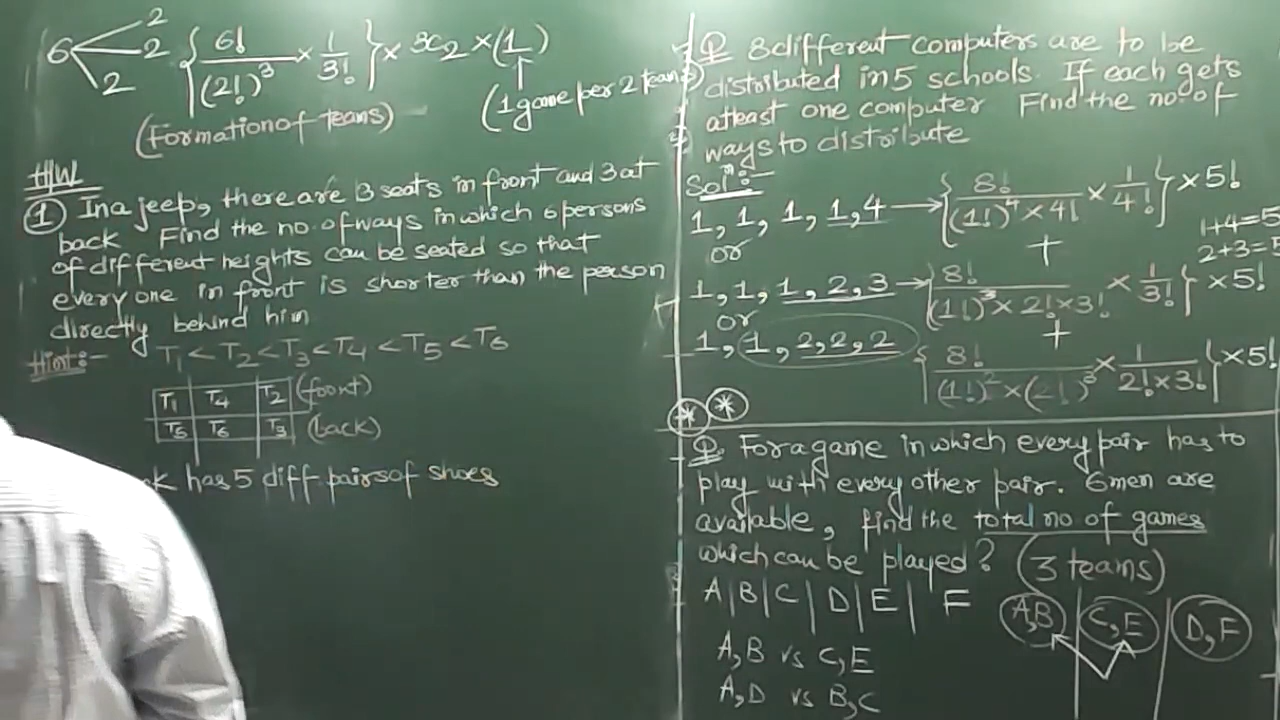 6 2 2 2 { 6! / (2!)^3 × 1/3! } × 3C2 × (1)
(Formation of teams)
(1 game per 2 teams)
H/W
① In a jeep, there are 3 seats in front and 3 at
back Find the no. of ways in which 6 persons
of different heights can be seated so that
every one in front is shorter than the person
directly behind him
Hint:- T1 < T2 < T3 < T4 < T5 < T6
T1 T4 T2 (front)
T5 T6 T3 (back)
has 5 diff pairs of shoes
Q 8 different computers are to be
distributed in 5 schools. If each gets
atleast one computer Find the no. of
ways to distribute
Solⁿ:-
1, 1, 1, 1, 4 → { 8! / (1!)^4 × 4! × 1/4! } × 5!
or +
1+4=5
2+3=5
1, 1, 1, 2, 3 → { 8! / (1!)^3 × 2! × 3! × 1/3! } × 5!
or +
1, 1, 2, 2, 2 { 8! / (1!)^2 × (2!)^3 × 1 / 2! × 3! } × 5!
* *
Q. For a game in which every pair has to
play with every other pair. 6 men are
available, find the total no of games
which can be played? (3 teams)
A | B | C | D | E | F
A,B C,E D,F
A, B vs C, E
A, D vs B, C